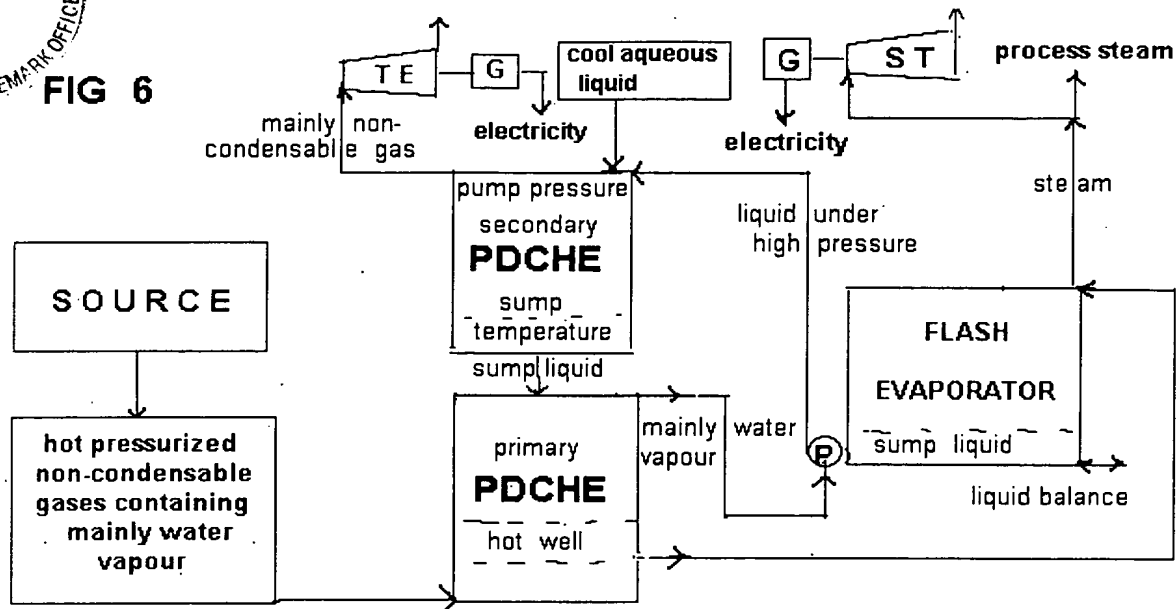 EMARK OFFICE
FIG 6
T E
G
electricity
cool aqueous
liquid
G
electricity
S T
process steam
mainly non-
condensable gas
steam
pump pressure
secondary
PDCHE
sump
temperature
sump liquid
liquid under
high pressure
SOURCE
FLASH
EVAPORATOR
sump liquid
liquid balance
hot pressurized
non-condensable
gases containing
mainly water
vapour
primary
PDCHE
hot well
mainly water
vapour
P